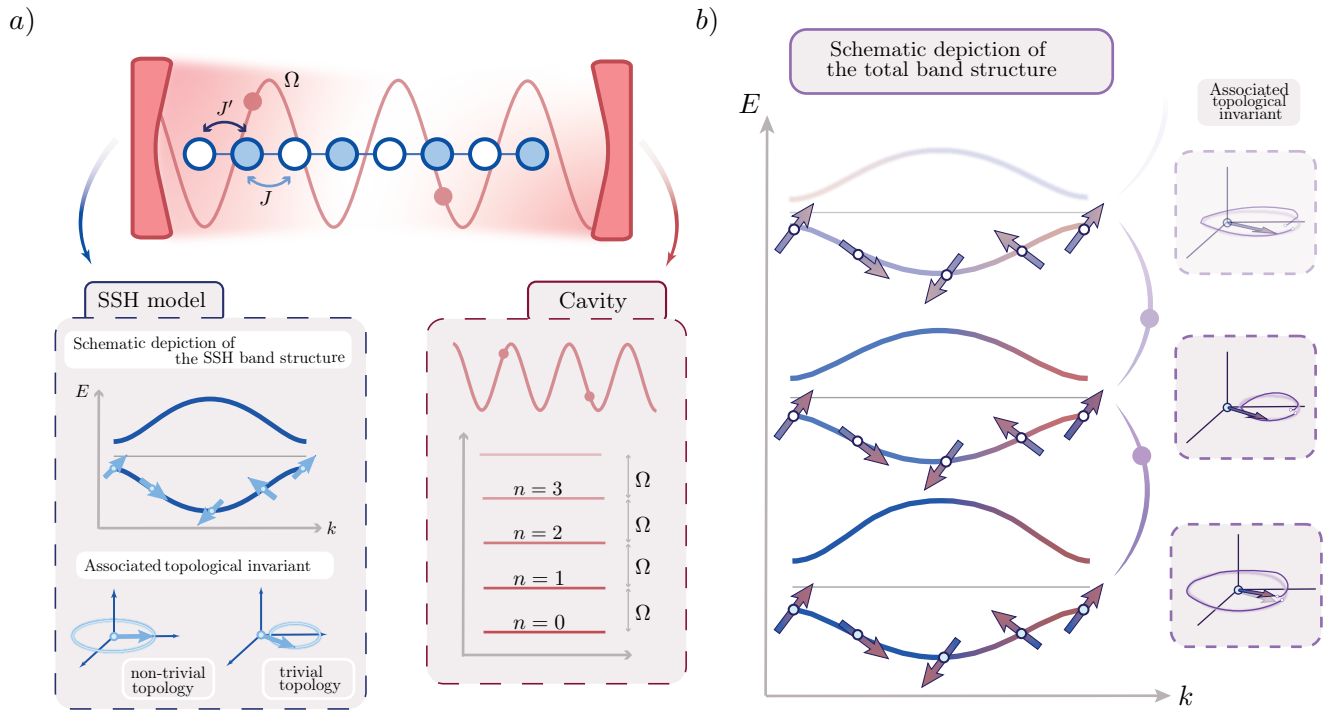 a)
Ω
J′
J
SSH model
Schematic depiction of
the SSH band structure
E
k
Associated topological invariant
non-trivial
topology
trivial
topology
Cavity
n = 3
Ω
n = 2
Ω
n = 1
Ω
n = 0
Ω
b)
Schematic depiction of
the total band structure
E
k
Associated
topological
invariant